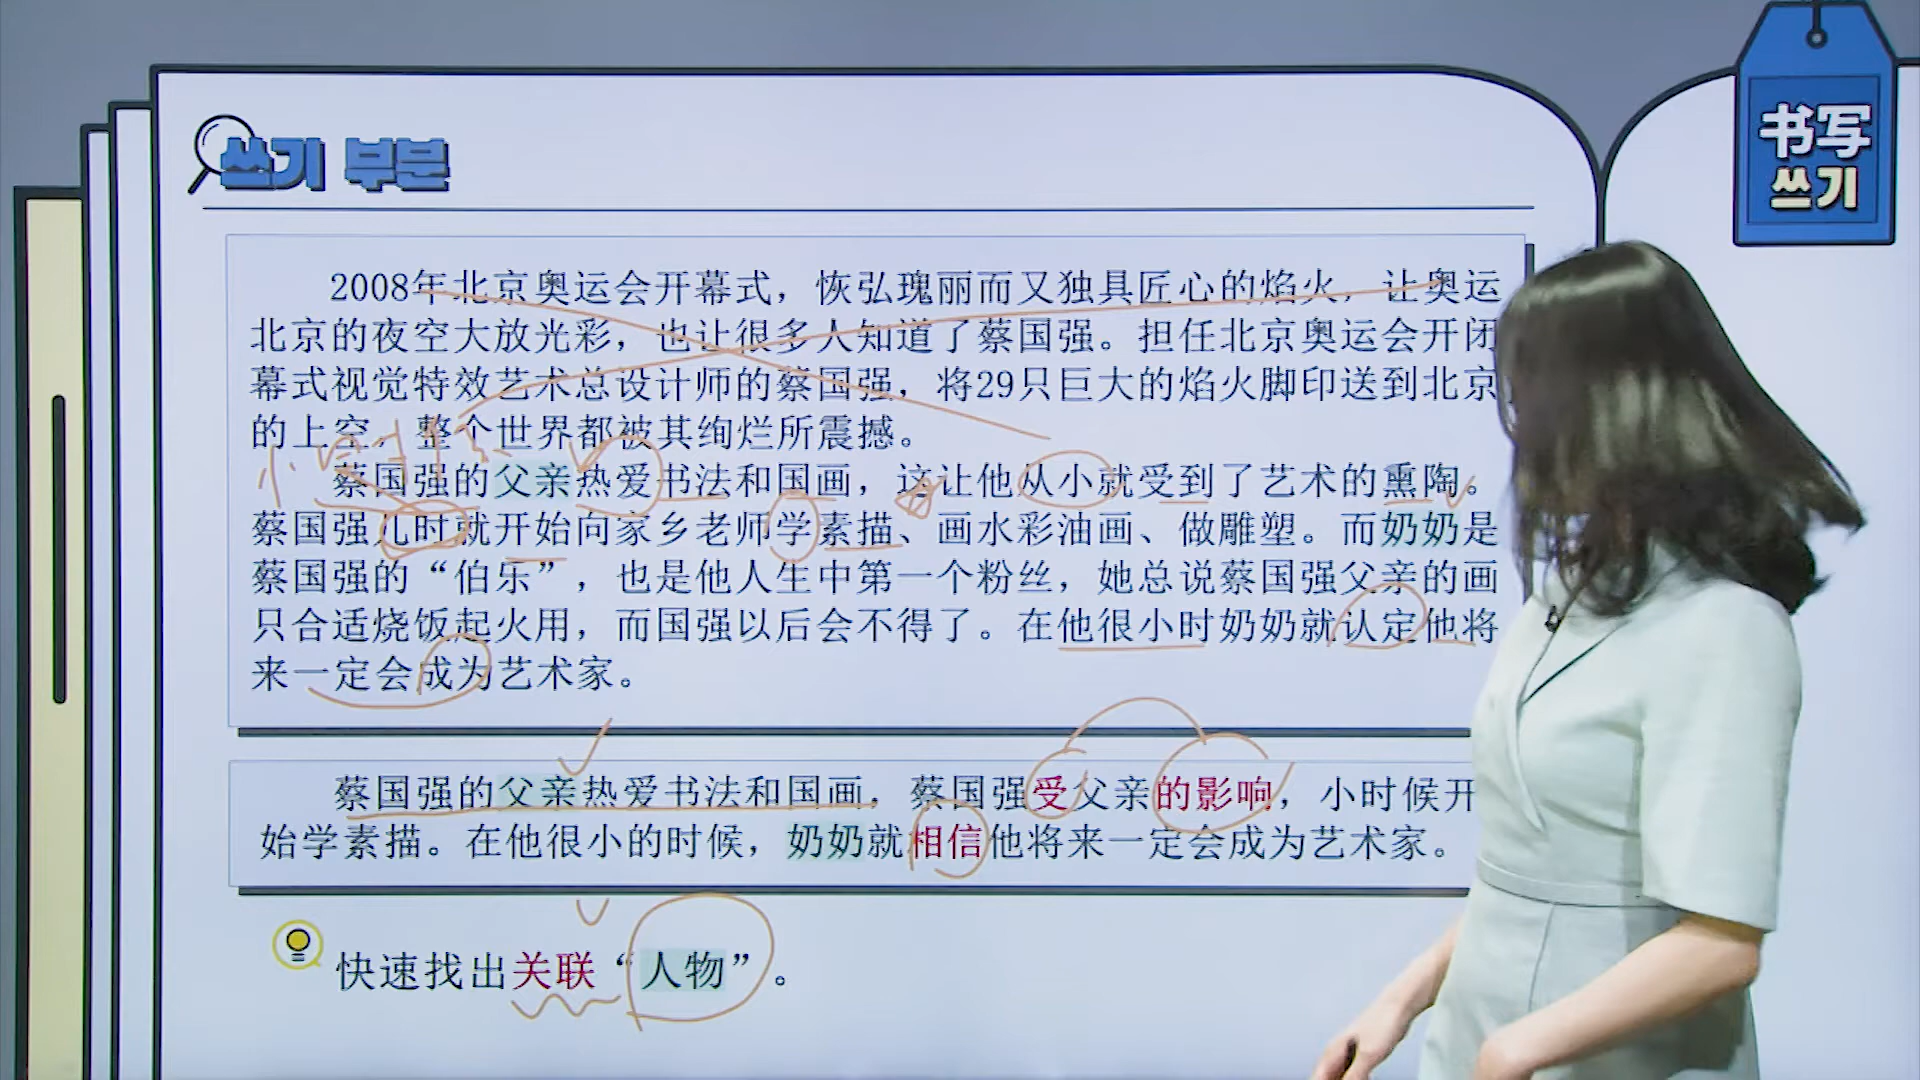 书写
쓰기
쓰기 부분
2008年北京奥运会开幕式，恢弘瑰丽而又独具匠心的焰火，让奥运
北京的夜空大放光彩，也让很多人知道了蔡国强。担任北京奥运会开闭
幕式视觉特效艺术总设计师的蔡国强，将29只巨大的焰火脚印送到北京
的上空，整个世界都被其绚烂所震撼。
蔡国强的父亲热爱书法和国画，这让他从小就受到了艺术的熏陶。
蔡国强儿时就开始向家乡老师学素描、画水彩油画、做雕塑。而奶奶是
蔡国强的“伯乐”，也是他人生中第一个粉丝，她总说蔡国强父亲的画
只合适烧饭起火用，而国强以后会不得了。在他很小时奶奶就认定他将
来一定会成为艺术家。
蔡国强的父亲热爱书法和国画，蔡国强受父亲的影响，小时候开
始学素描。在他很小的时候，奶奶就相信他将来一定会成为艺术家。
快速找出关联“人物”。